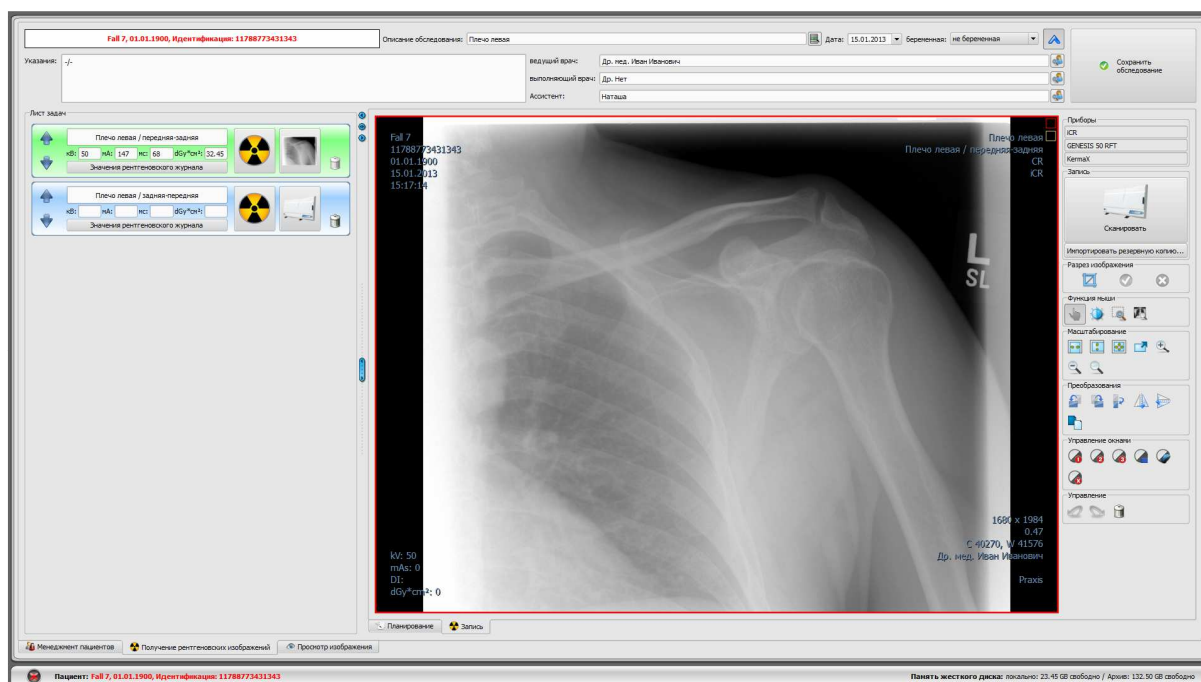 Fall 7, 01.01.1900, Идентификация: 11788773431343
Описание обследования: Плечо левая
Дата: 15.01.2013
беременная: не беременная
Сохранить
обследование
Указания: -/-
ведущий врач: Др. мед. Иван Иванович
выполняющий врач: Др. Нет
Ассистент: Наташа
Лист задач
Плечо левая / передняя-задняя
кВ: 50 мА: 147 мс: 68 dGy*cm²: 32.45
Значения рентгеновского журнала
Плечо левая / задняя-передняя
кВ: мА: мс: dGy*cm²:
Значения рентгеновского журнала
Fall 7
11788773431343
01.01.1900
15.01.2013
15:17:14
Плечо левая
Плечо левая / передняя-задняя
CR
iCR
L
SL
1680 x 1984
0.47
C 40270, W 41576
Др. мед. Иван Иванович
Praxis
kV: 50
mAs: 0
DI:
dGy*cm²: 0
Приборы
iCR
GENESIS 50 RFT
KermaX
Запись
Сканировать
Импортировать резервную копию...
Разрез изображения
Функция мыши
Масштабирование
Преобразования
Управление окнами
Управление
Планирование
Запись
Менеджмент пациентов
Получение рентгеновских изображений
Просмотр изображения
Пациент: Fall 7, 01.01.1900, Идентификация: 11788773431343
Память жесткого диска: локально: 23.45 GB свободно / Архив: 132.50 GB свободно